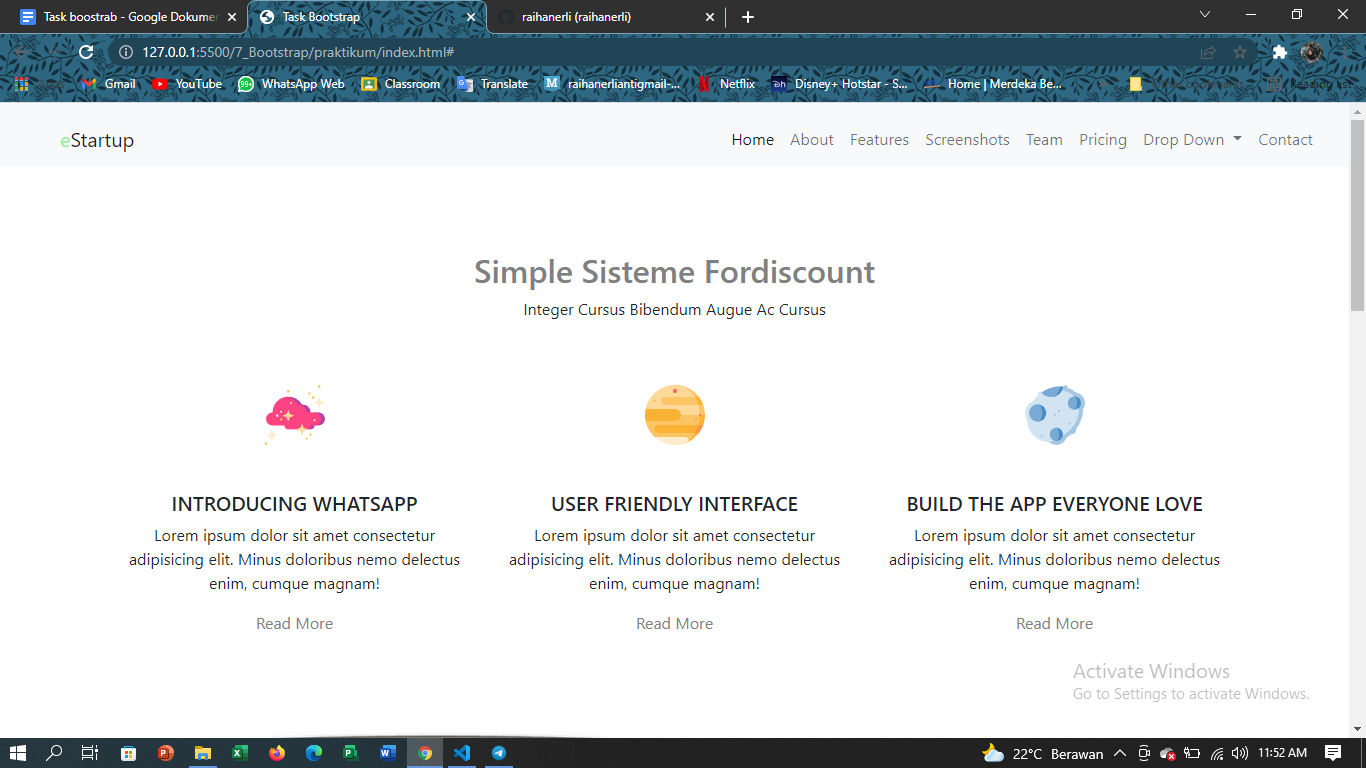 Task boostrab - Google Dokumen
Task Bootstrap
raihanerli (raihanerli)
127.0.0.1:5500/7_Bootstrap/praktikum/index.html#
Gmail
YouTube
99+
WhatsApp Web
Classroom
Translate
M
raihanerliantigmail-...
Netflix
Disney+ Hotstar - S...
Home | Merdeka Be...
Reading list
eStartup
Home
About
Features
Screenshots
Team
Pricing
Drop Down
Contact
Simple Sisteme Fordiscount
Integer Cursus Bibendum Augue Ac Cursus
INTRODUCING WHATSAPP
Lorem ipsum dolor sit amet consectetur
adipisicing elit. Minus doloribus nemo delectus
enim, cumque magnam!
Read More
USER FRIENDLY INTERFACE
Lorem ipsum dolor sit amet consectetur
adipisicing elit. Minus doloribus nemo delectus
enim, cumque magnam!
Read More
BUILD THE APP EVERYONE LOVE
Lorem ipsum dolor sit amet consectetur
adipisicing elit. Minus doloribus nemo delectus
enim, cumque magnam!
Read More
Activate Windows
Go to Settings to activate Windows.
22°C Berawan
11:52 AM